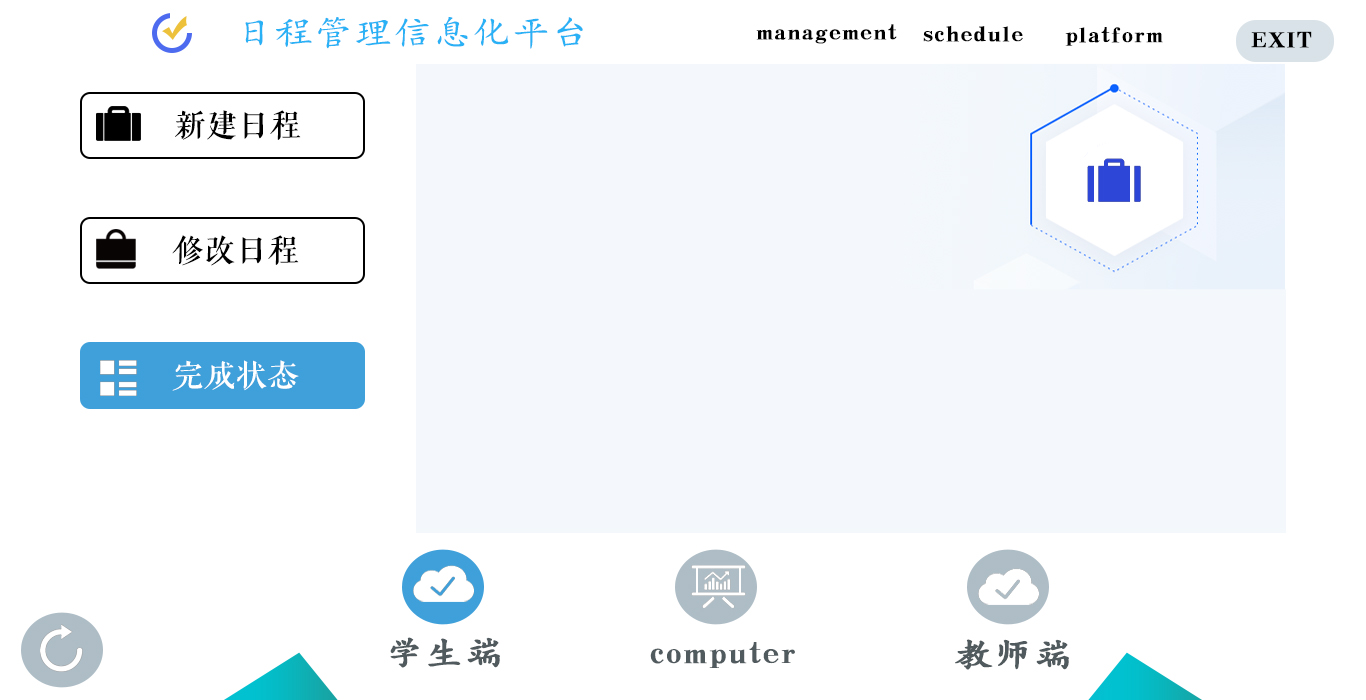 日程管理信息化平台 management schedule platform EXIT
新建日程
修改日程
完成状态
学生端 computer 教师端